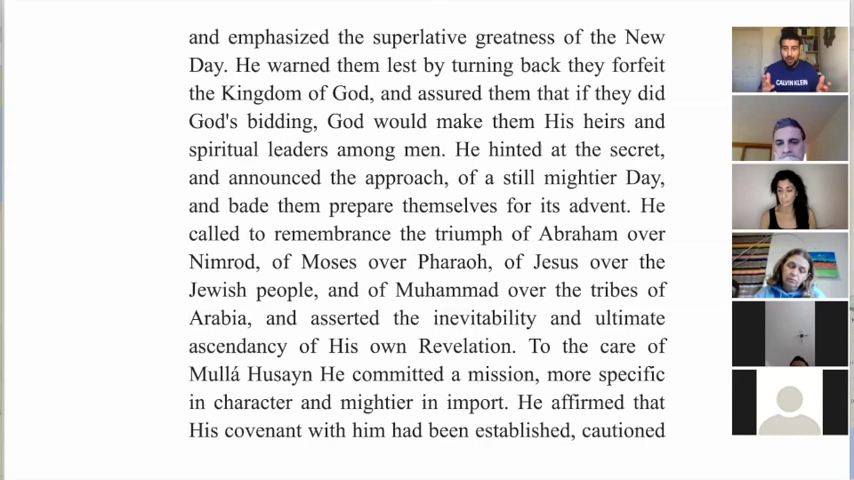 and emphasized the superlative greatness of the New
Day. He warned them lest by turning back they forfeit
the Kingdom of God, and assured them that if they did
God's bidding, God would make them His heirs and
spiritual leaders among men. He hinted at the secret,
and announced the approach, of a still mightier Day,
and bade them prepare themselves for its advent. He
called to remembrance the triumph of Abraham over
Nimrod, of Moses over Pharaoh, of Jesus over the
Jewish people, and of Muhammad over the tribes of
Arabia, and asserted the inevitability and ultimate
ascendancy of His own Revelation. To the care of
Mullá Husayn He committed a mission, more specific
in character and mightier in import. He affirmed that
His covenant with him had been established, cautioned
CALVIN KLEIN